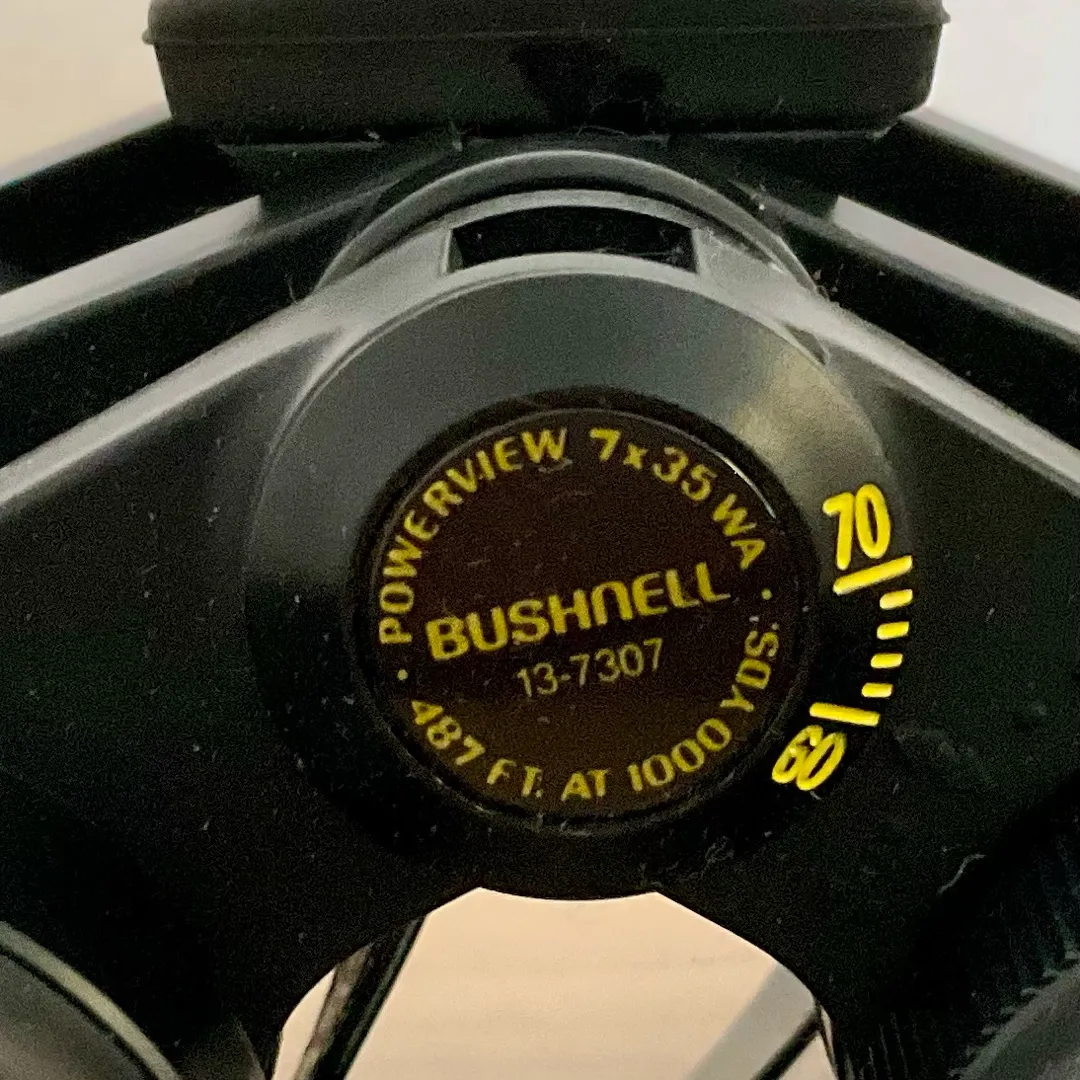 POWERVIEW 7x35 WA
BUSHNELL
13-7307
487 FT. AT 1000 YDS.
70
60